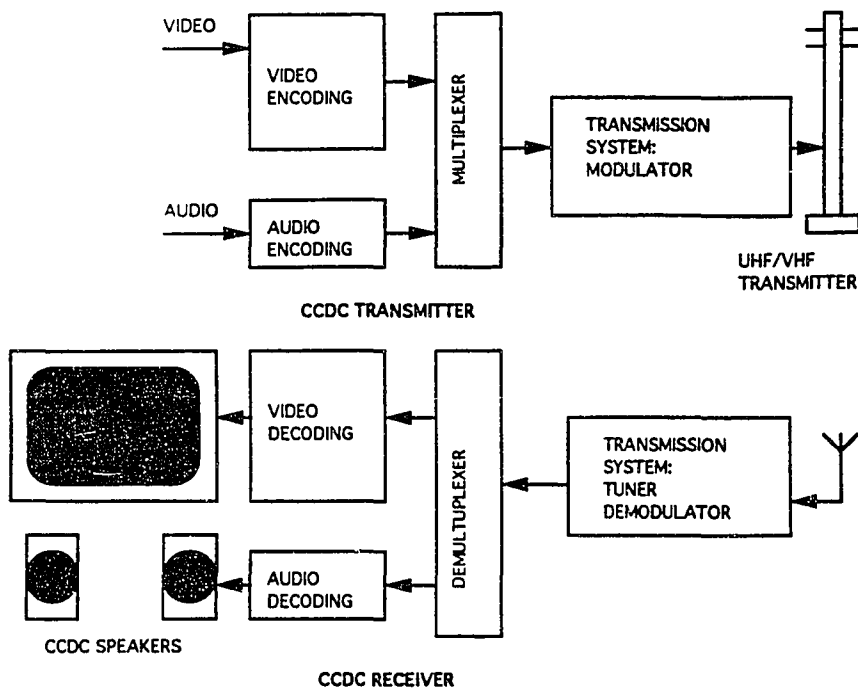 VIDEO
VIDEO
ENCODING
MULTIPLEXER
TRANSMISSION
SYSTEM:
MODULATOR
AUDIO
AUDIO
ENCODING
UHF/VHF
TRANSMITTER
CCDC TRANSMITTER
VIDEO
DECODING
DEMULTUPLEXER
TRANSMISSION
SYSTEM:
TUNER
DEMODULATOR
AUDIO
DECODING
CCDC SPEAKERS
CCDC RECEIVER